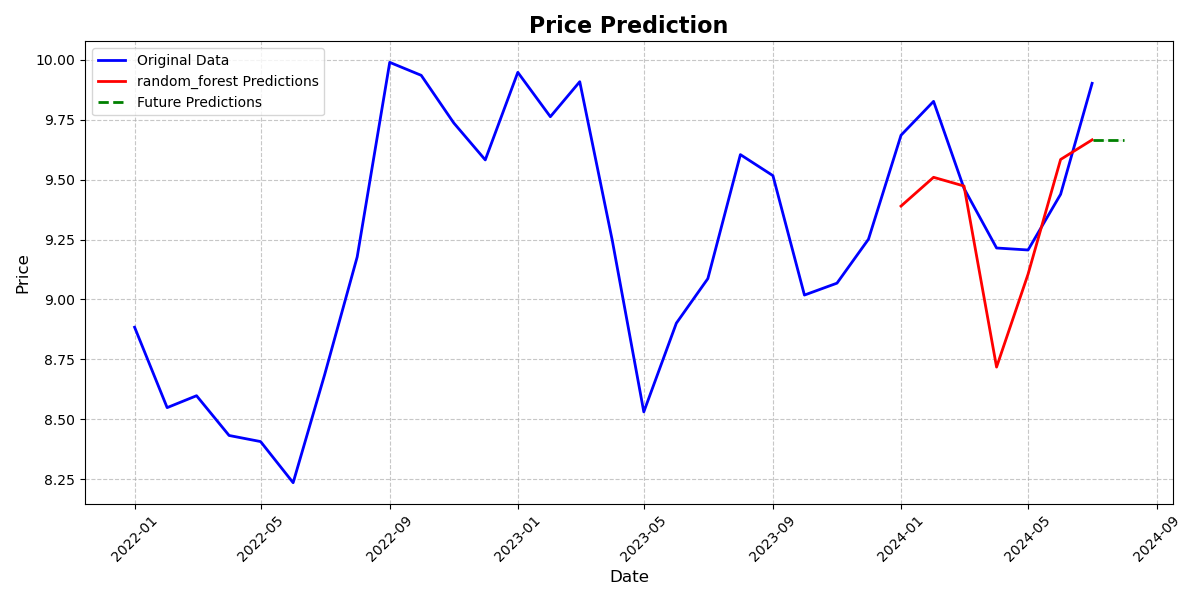 Price Prediction
Original Data
random_forest Predictions
Future Predictions
Price
10.00
9.75
9.50
9.25
9.00
8.75
8.50
8.25
2022-01
2022-05
2022-09
2023-01
2023-05
2023-09
2024-01
2024-05
2024-09
Date